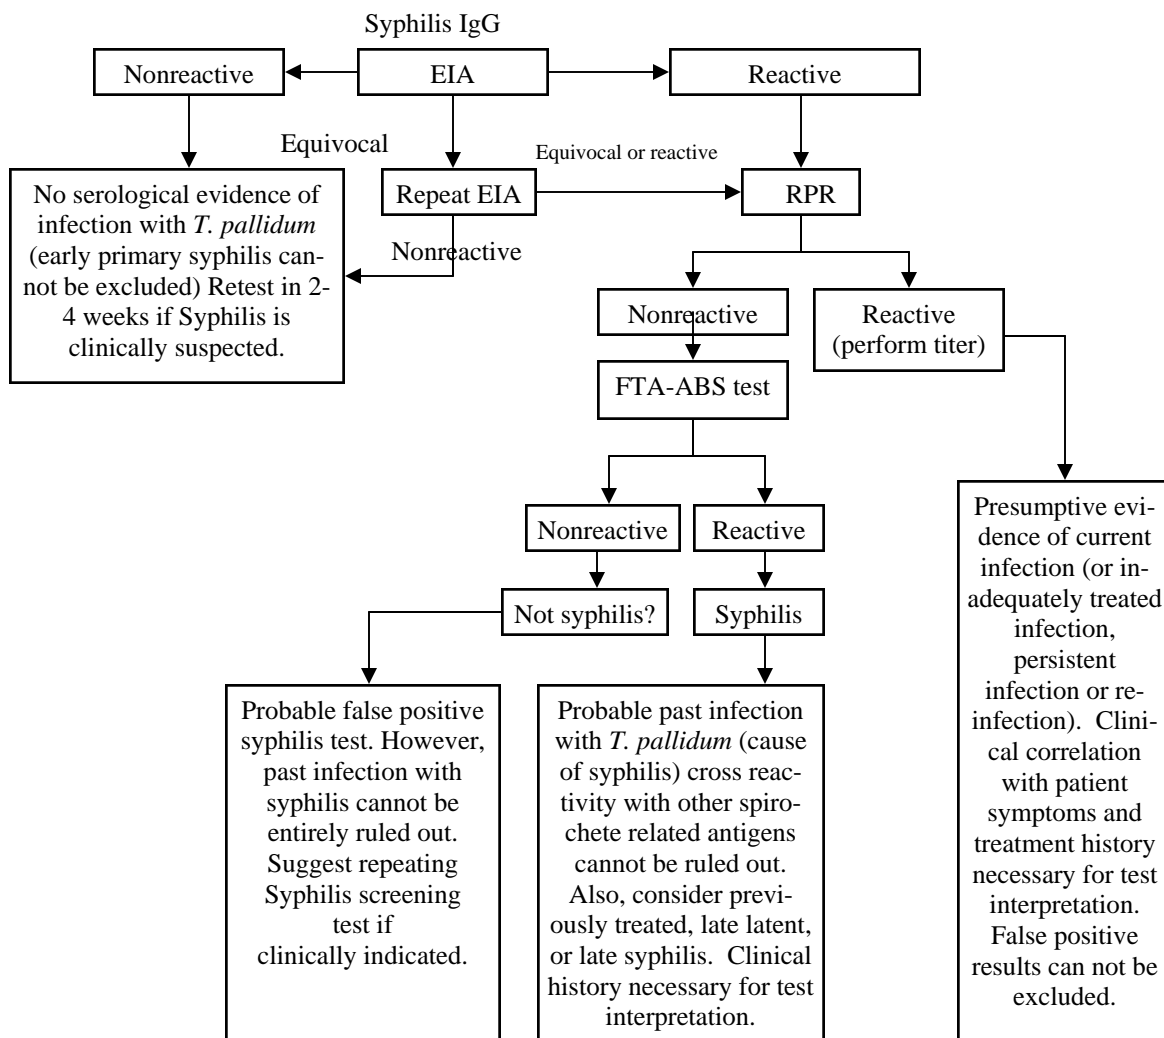 Syphilis IgG
Nonreactive
EIA
Reactive
Equivocal
Equivocal or reactive
No serological evidence of
infection with T. pallidum
(early primary syphilis can-
not be excluded) Retest in 2-
4 weeks if Syphilis is
clinically suspected.
Repeat EIA
RPR
Nonreactive
Nonreactive
Reactive
(perform titer)
FTA-ABS test
Nonreactive
Reactive
Not syphilis?
Syphilis
Probable false positive
syphilis test. However,
past infection with
syphilis cannot be
entirely ruled out.
Suggest repeating
Syphilis screening
test if
clinically indicated.
Probable past infection
with T. pallidum (cause
of syphilis) cross reac-
tivity with other spiro-
chete related antigens
cannot be ruled out.
Also, consider previ-
ously treated, late latent,
or late syphilis.  Clinical
history necessary for test
interpretation.
Presumptive evi-
dence of current
infection (or in-
adequately treated
infection,
persistent
infection or re-
infection).  Clini-
cal correlation
with patient
symptoms and
treatment history
necessary for test
interpretation.
False positive
results can not be
excluded.